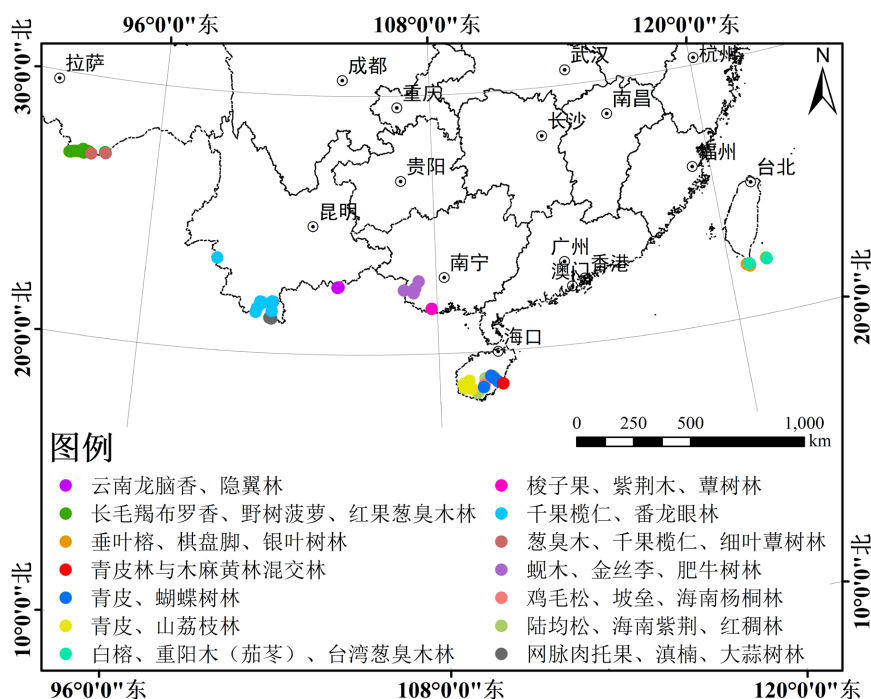 96°0'0"东 108°0'0"东 120°0'0"东
30°0'0"北
拉萨
成都
武汉
杭州
N
重庆
南昌
长沙
贵阳
福州
台北
昆明
南宁
广州
香港
澳门
海口
20°0'0"北
20°0'0"北
0 250 500 1,000
km
图例
云南龙脑香、隐翼林
长毛羯布罗香、野树菠萝、红果葱臭木林
垂叶榕、棋盘脚、银叶树林
青皮林与木麻黄林混交林
青皮、蝴蝶树林
青皮、山荔枝林
白榕、重阳木（茄苳）、台湾葱臭木林
梭子果、紫荆木、蕈树林
千果榄仁、番龙眼林
葱臭木、千果榄仁、细叶蕈树林
蚬木、金丝李、肥牛树林
鸡毛松、坡垒、海南杨桐林
陆均松、海南紫荆、红稠林
网脉肉托果、滇楠、大蒜树林
10°0'0"北
10°0'0"北
96°0'0"东 108°0'0"东 120°0'0"东